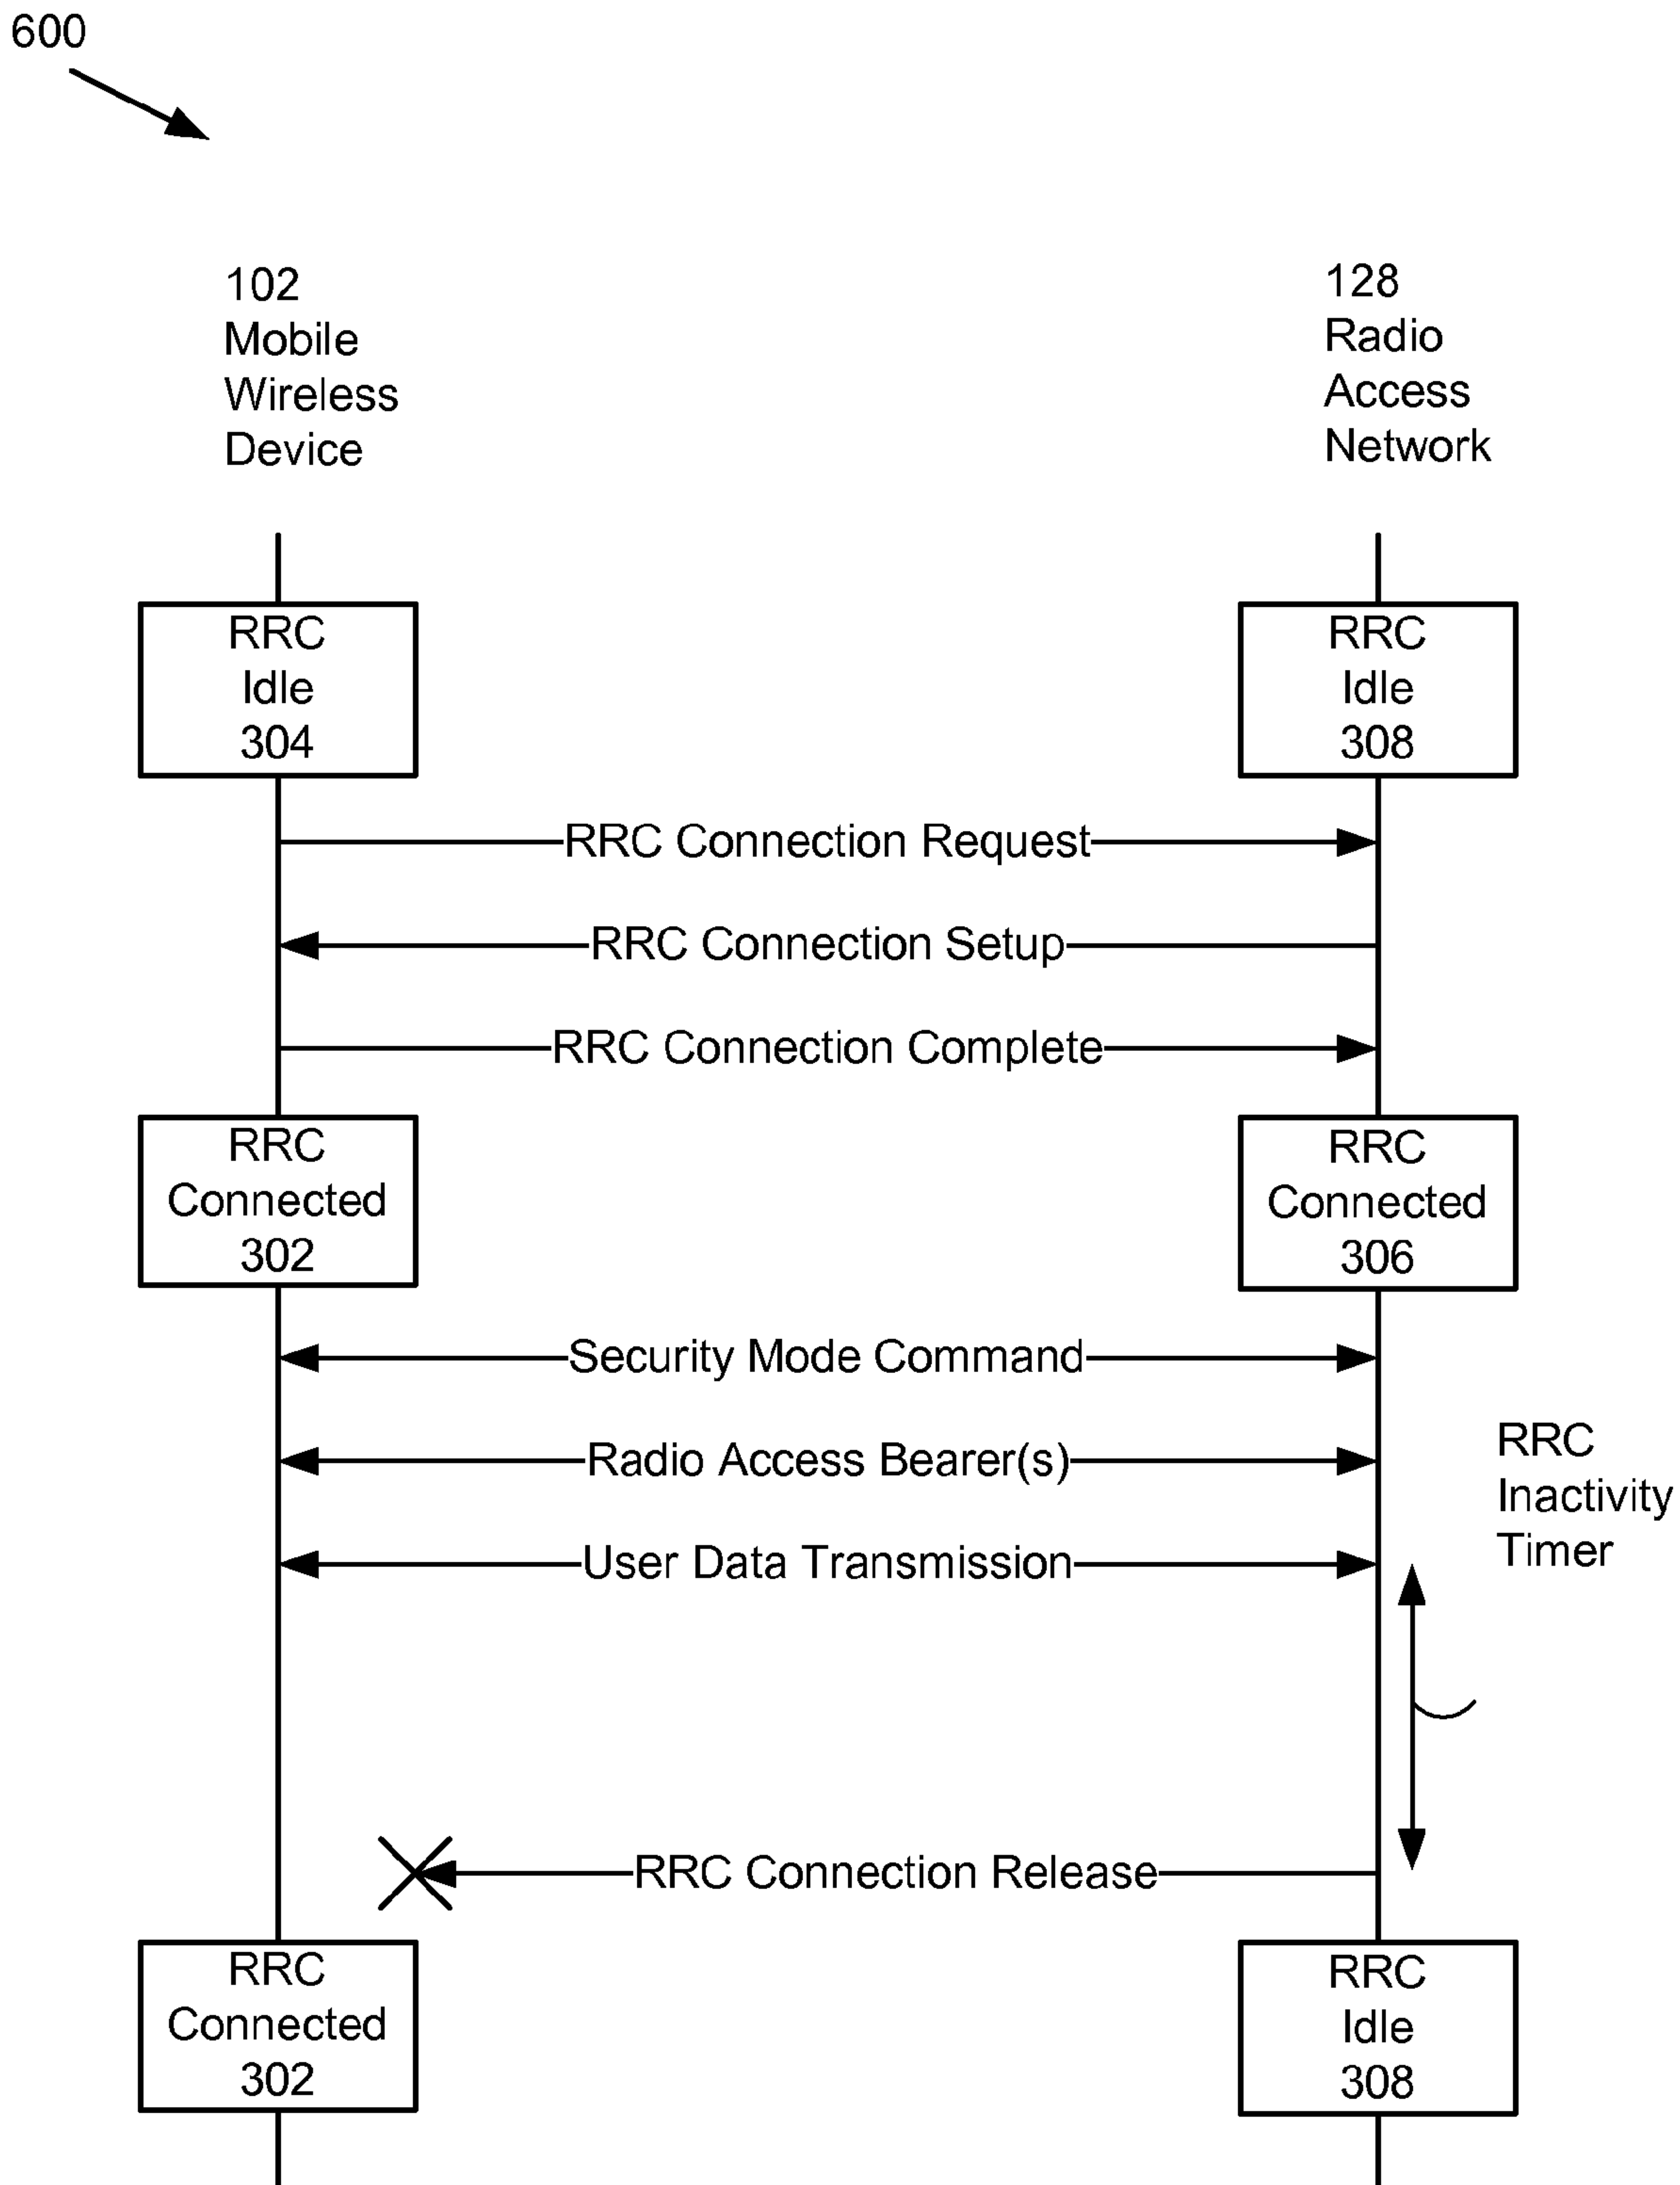 600
102
Mobile
Wireless
Device
128
Radio
Access
Network
RRC
Idle
304
RRC
Idle
308
RRC Connection Request
RRC Connection Setup
RRC Connection Complete
RRC
Connected
302
RRC
Connected
306
Security Mode Command
Radio Access Bearer(s)
User Data Transmission
RRC
Inactivity
Timer
RRC Connection Release
RRC
Connected
302
RRC
Idle
308